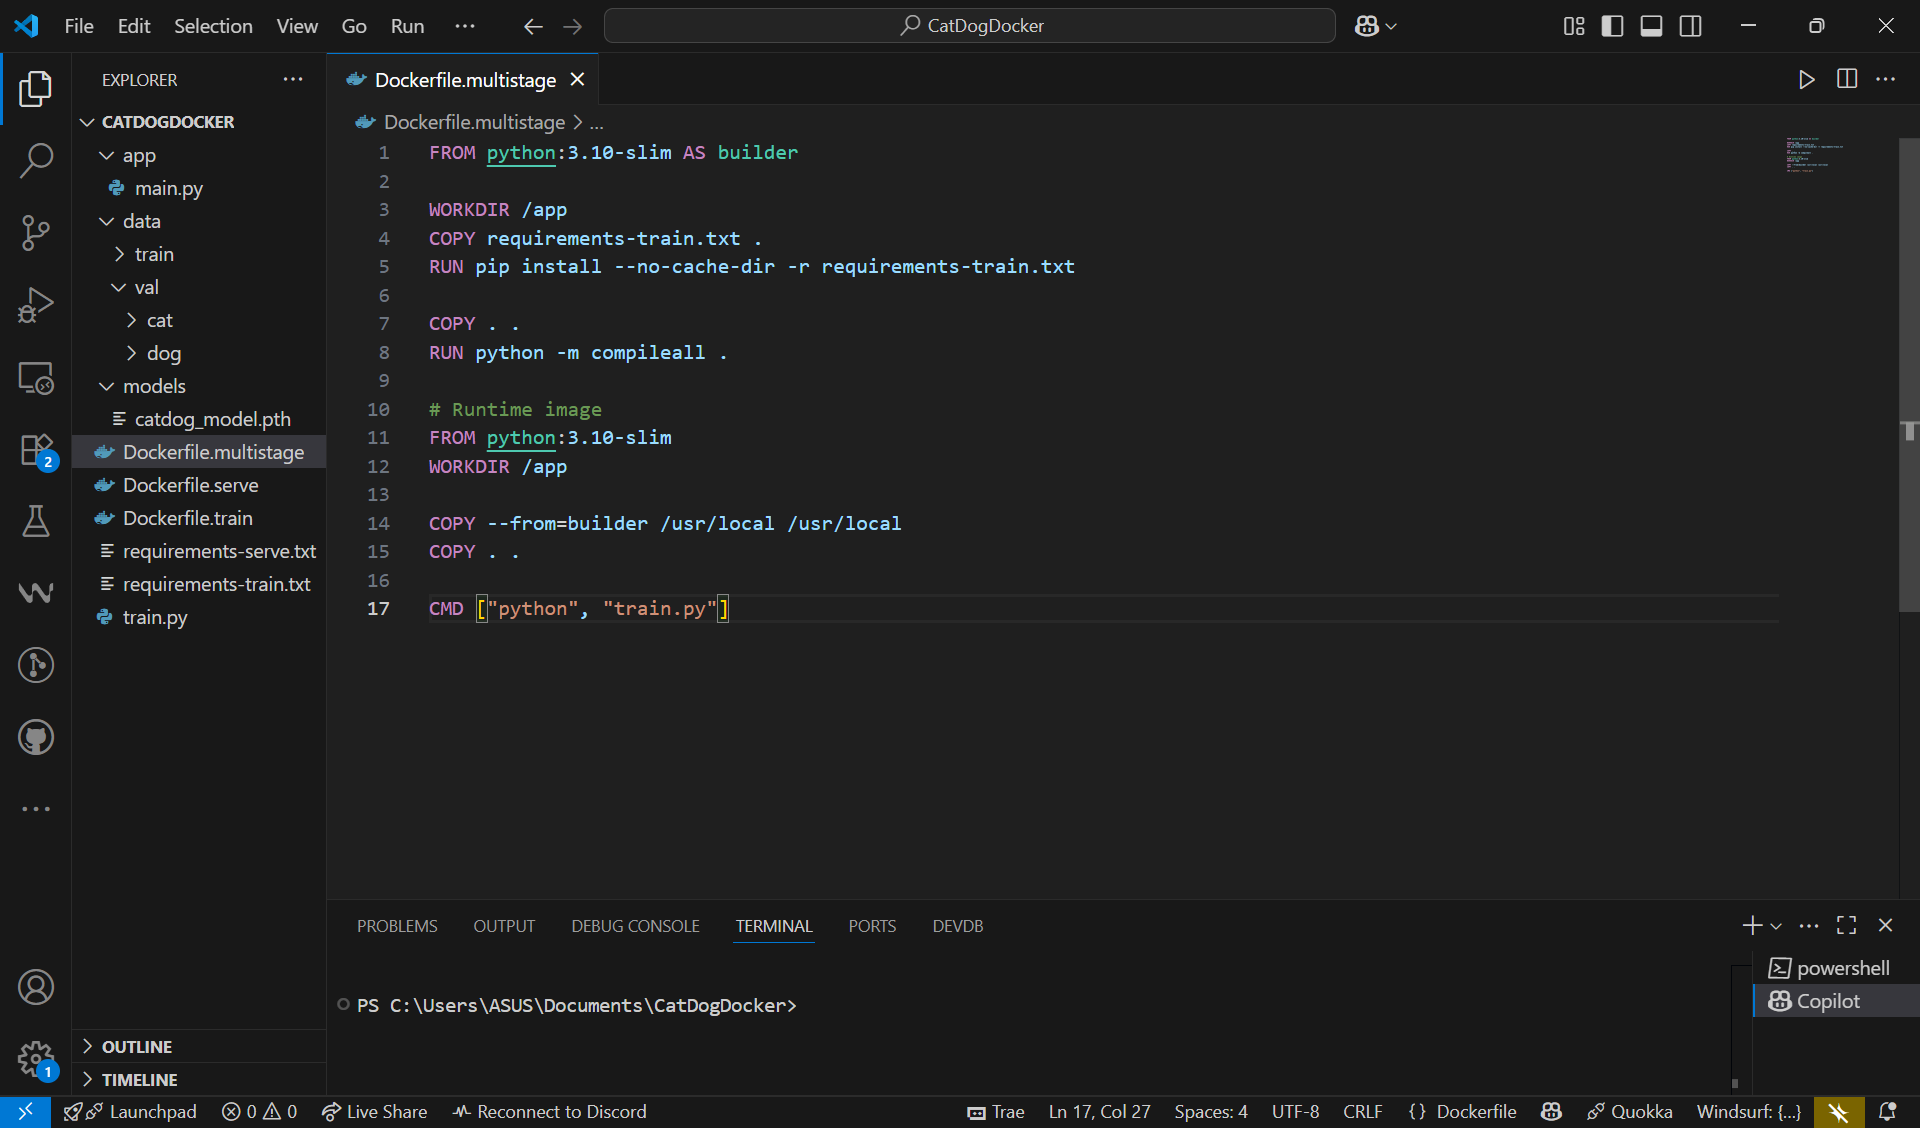 File Edit Selection View Go Run ...
CatDogDocker
EXPLORER
CATDOGDOCKER
app
main.py
data
train
val
cat
dog
models
catdog_model.pth
Dockerfile.multistage
Dockerfile.serve
Dockerfile.train
requirements-serve.txt
requirements-train.txt
train.py
OUTLINE
TIMELINE
2
1
Dockerfile.multistage
Dockerfile.multistage > ...
1 FROM python:3.10-slim AS builder
2
3 WORKDIR /app
4 COPY requirements-train.txt .
5 RUN pip install --no-cache-dir -r requirements-train.txt
6
7 COPY . .
8 RUN python -m compileall .
9
10 # Runtime image
11 FROM python:3.10-slim
12 WORKDIR /app
13
14 COPY --from=builder /usr/local /usr/local
15 COPY . .
16
17 CMD ["python", "train.py"]
PROBLEMS OUTPUT DEBUG CONSOLE TERMINAL PORTS DEVDB
PS C:\Users\ASUS\Documents\CatDogDocker>
powershell
Copilot
Launchpad 0 0 Live Share Reconnect to Discord Trae Ln 17, Col 27 Spaces: 4 UTF-8 CRLF {} Dockerfile Quokka Windsurf: {...}